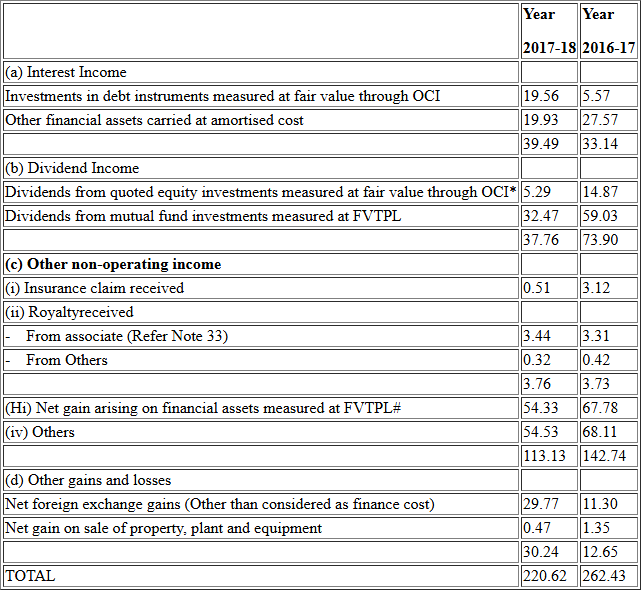 Year Year
2017-18 2016-17
(a) Interest Income
Investments in debt instruments measured at fair value through OCI 19.56 5.57
Other financial assets carried at amortised cost 19.93 27.57
39.49 33.14
(b) Dividend Income
Dividends from quoted equity investments measured at fair value through OCI* 5.29 14.87
Dividends from mutual fund investments measured at FVTPL 32.47 59.03
37.76 73.90
(c) Other non-operating income
(i) Insurance claim received 0.51 3.12
(ii) Royaltyreceived
- From associate (Refer Note 33) 3.44 3.31
- From Others 0.32 0.42
3.76 3.73
(Hi) Net gain arising on financial assets measured at FVTPL# 54.33 67.78
(iv) Others 54.53 68.11
113.13 142.74
(d) Other gains and losses
Net foreign exchange gains (Other than considered as finance cost) 29.77 11.30
Net gain on sale of property, plant and equipment 0.47 1.35
30.24 12.65
TOTAL 220.62 262.43